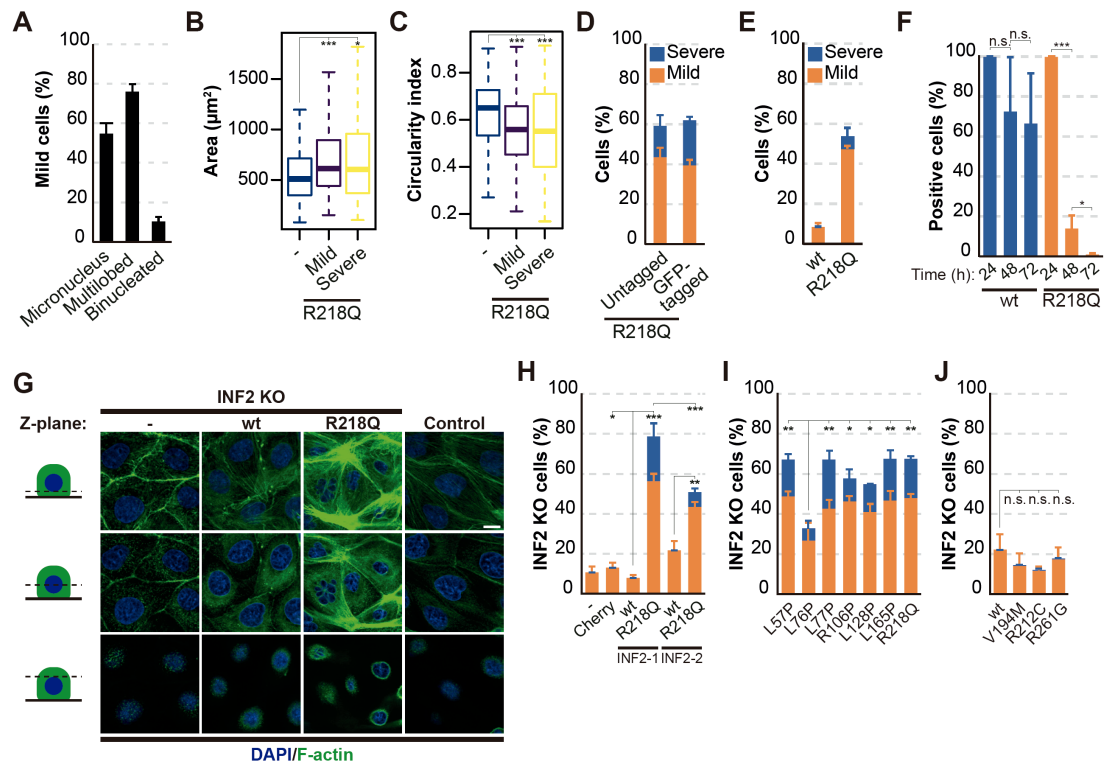 A
Mild cells (%)
100
80
60
40
20
0
Micronucleus
Multilobed
Binucleated
B
Area (µm²)
1500
1000
500
***
*
-
Mild
Severe
R218Q
C
Circularity index
0.8
0.6
0.4
0.2
***
***
-
Mild
Severe
R218Q
D
Cells (%)
100
80
60
40
20
0
Severe
Mild
Untagged
GFP-
tagged
R218Q
E
Cells (%)
100
80
60
40
20
0
Severe
Mild
wt
R218Q
F
Positive cells (%)
100
80
60
40
20
0
n.s.
n.s.
***
*
Time (h):
24
48
72
24
48
72
wt
R218Q
G
INF2 KO
Z-plane:
-
wt
R218Q
Control
DAPI/F-actin
H
INF2 KO cells (%)
100
80
60
40
20
0
*
***
***
**
-
Cherry
wt
R218Q
wt
R218Q
INF2-1
INF2-2
I
INF2 KO cells (%)
100
80
60
40
20
0
**
**
*
*
**
**
L57P
L76P
L77P
R106P
L128P
L165P
R218Q
J
INF2 KO cells (%)
100
80
60
40
20
0
n.s.
n.s.
n.s.
wt
V194M
R212C
R261G